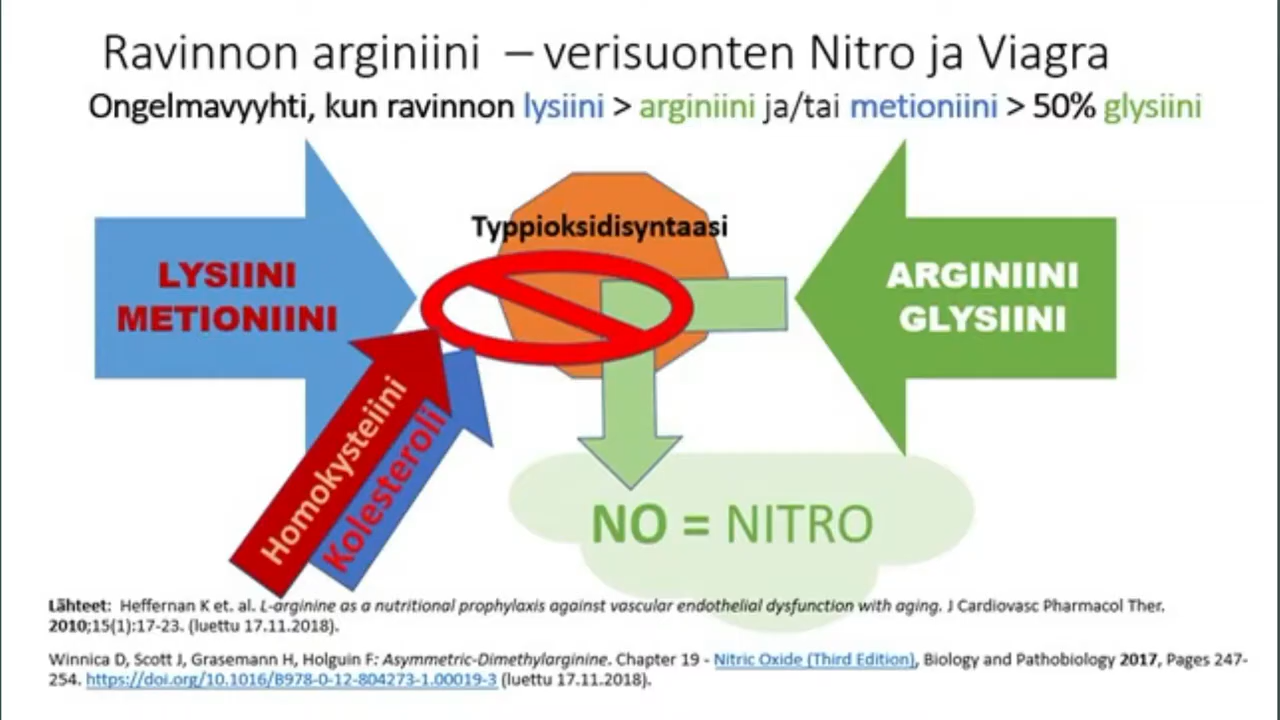 Ravinnon arginiini – verisuonten Nitro ja Viagra
Ongelmavyyhti, kun ravinnon lysiini > arginiini ja/tai metioniini > 50% glysiini
Typpioksidisyntaasi
LYSIINI
METIONIINI
ARGINIINI
GLYSIINI
Homokysteiini
Kolesteroli
NO = NITRO
Lähteet: Heffernan K et. al. L-arginine as a nutritional prophylaxis against vascular endothelial dysfunction with aging. J Cardiovasc Pharmacol Ther.
2010;15(1):17-23. (luettu 17.11.2018).
Winnica D, Scott J, Grasemann H, Holguin F: Asymmetric-Dimethylarginine. Chapter 19 - Nitric Oxide (Third Edition), Biology and Pathobiology 2017, Pages 247-
254. https://doi.org/10.1016/B978-0-12-804273-1.00019-3 (luettu 17.11.2018).